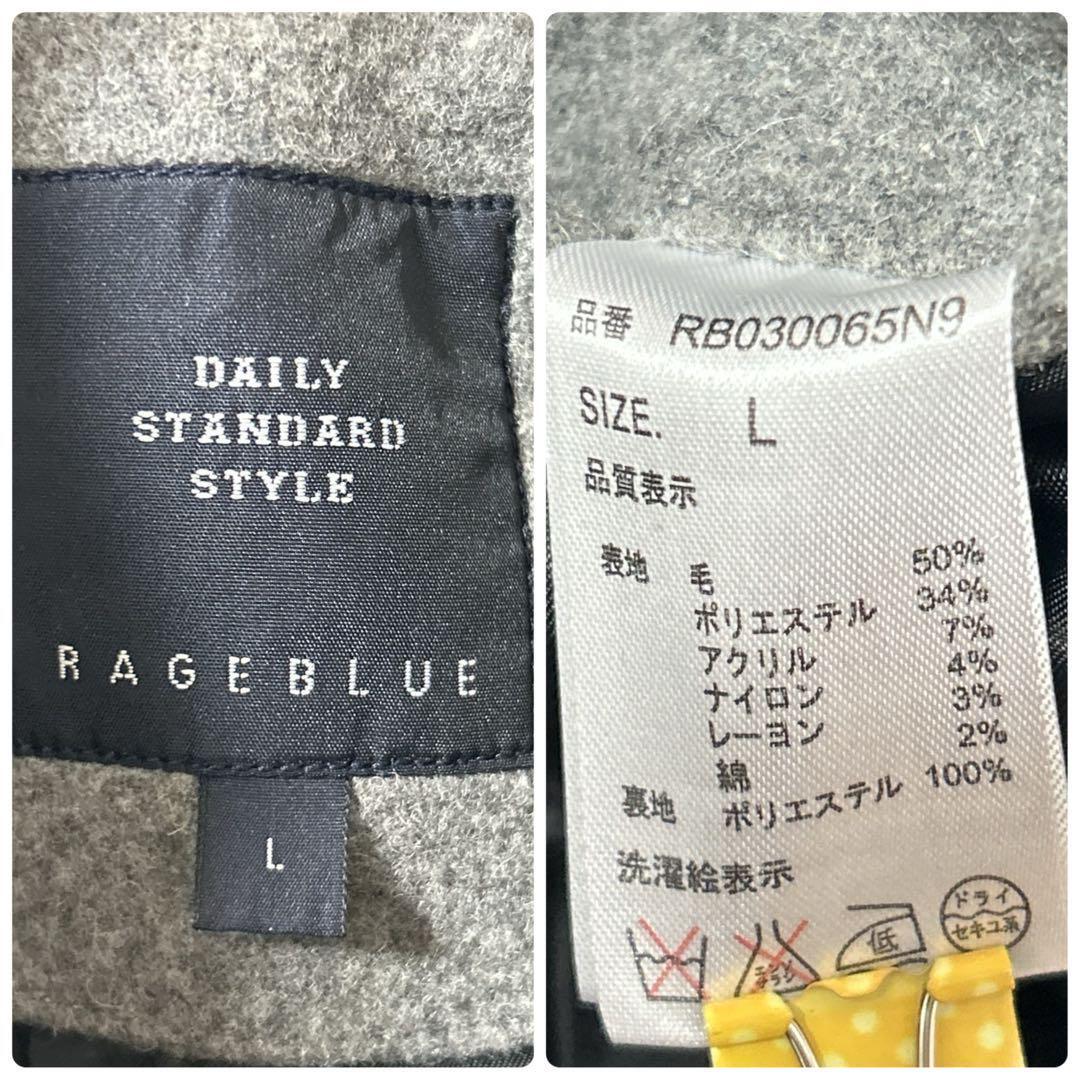 DAILY
STANDARD
STYLE
RAGEBLUE
L
品番 RB030065N9
SIZE. L
品質表示
表地 毛 50%
ポリエステル 34%
アクリル 7%
ナイロン 4%
レーヨン 3%
綿 2%
裏地 ポリエステル 100%
洗濯絵表示
低
ドライ
セキユ系